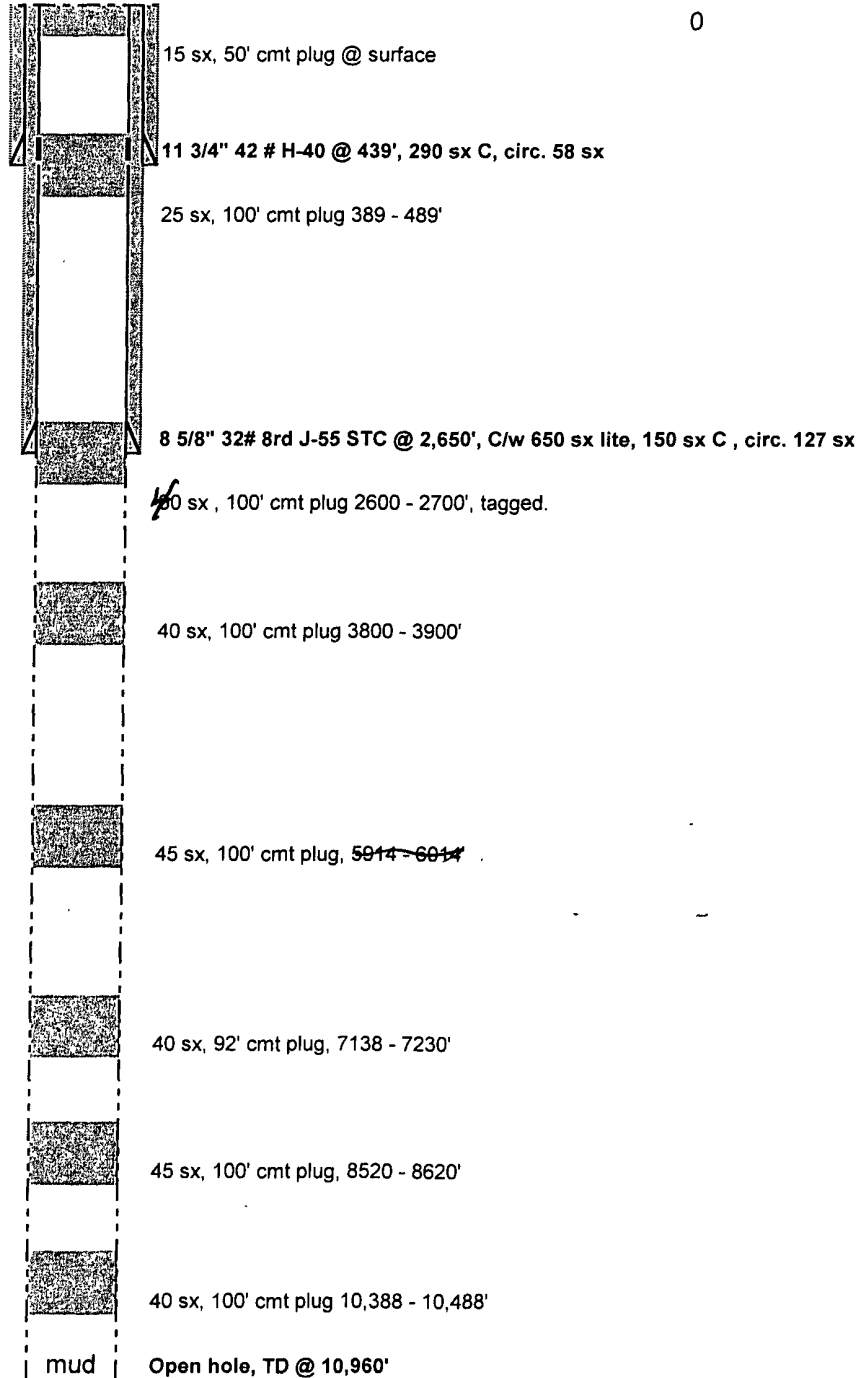 0
15 sx, 50' cmt plug @ surface
11 3/4" 42 # H-40 @ 439', 290 sx C, circ. 58 sx
25 sx, 100' cmt plug 389 - 489'
8 5/8" 32# 8rd J-55 STC @ 2,650', C/w 650 sx lite, 150 sx C , circ. 127 sx
40 sx , 100' cmt plug 2600 - 2700', tagged.
40 sx, 100' cmt plug 3800 - 3900'
45 sx, 100' cmt plug, 5914 - 6014'
40 sx, 92' cmt plug, 7138 - 7230'
45 sx, 100' cmt plug, 8520 - 8620'
40 sx, 100' cmt plug 10,388 - 10,488'
mud Open hole, TD @ 10,960'